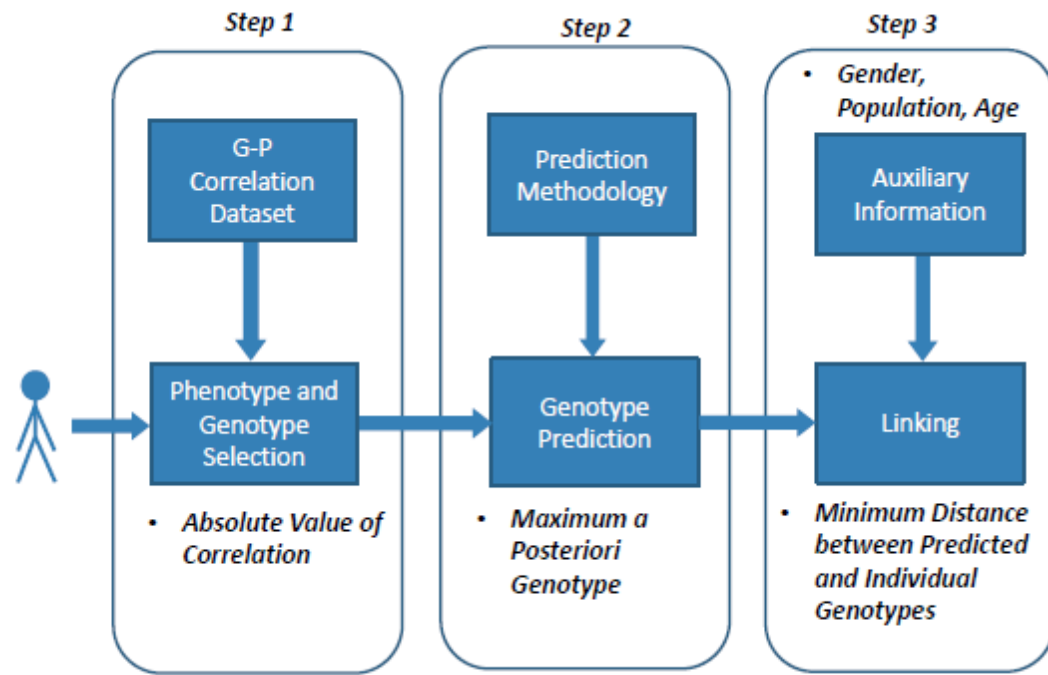 Step 1
G-P
Correlation
Dataset
Phenotype and
Genotype
Selection
• Absolute Value of
Correlation
Step 2
Prediction
Methodology
Genotype
Prediction
• Maximum a
Posteriori
Genotype
Step 3
• Gender,
Population, Age
Auxiliary
Information
Linking
• Minimum Distance
between Predicted
and Individual
Genotypes